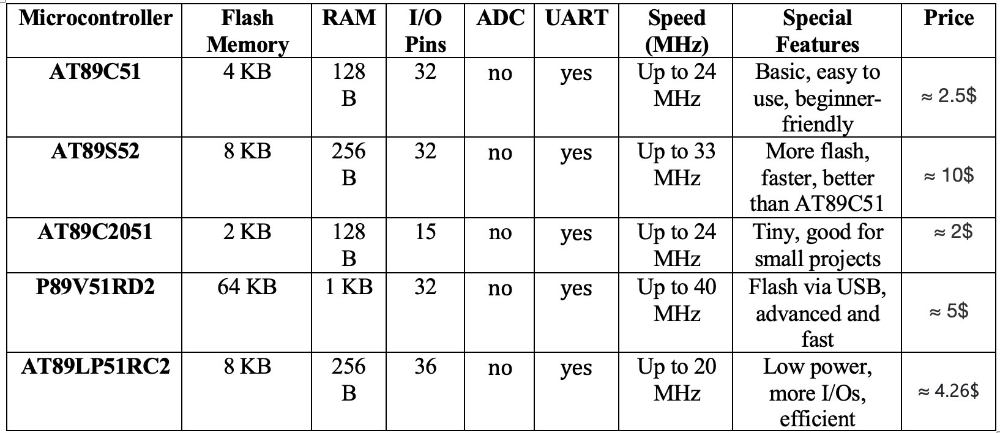 Microcontroller Flash Memory RAM I/O Pins ADC UART Speed (MHz) Special Features Price
AT89C51 4 KB 128 B 32 no yes Up to 24 MHz Basic, easy to use, beginner-friendly ≈ 2.5$
AT89S52 8 KB 256 B 32 no yes Up to 33 MHz More flash, faster, better than AT89C51 ≈ 10$
AT89C2051 2 KB 128 B 15 no yes Up to 24 MHz Tiny, good for small projects ≈ 2$
P89V51RD2 64 KB 1 KB 32 no yes Up to 40 MHz Flash via USB, advanced and fast ≈ 5$
AT89LP51RC2 8 KB 256 B 36 no yes Up to 20 MHz Low power, more I/Os, efficient ≈ 4.26$